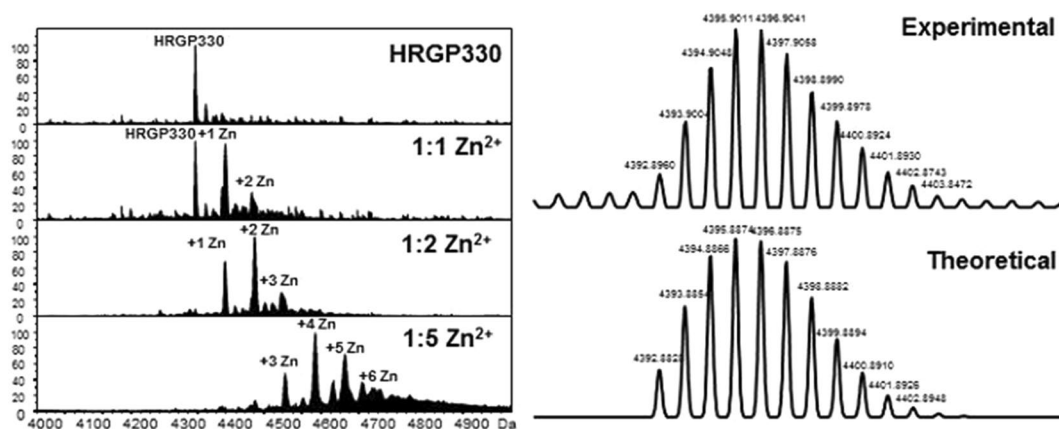 HRGP330
HRGP330
100
80
60
40
20
0
HRGP330 +1 Zn
1:1 Zn²⁺
+2 Zn
100
80
60
40
20
0
+2 Zn
1:2 Zn²⁺
+1 Zn
+3 Zn
100
80
60
40
20
0
+4 Zn
1:5 Zn²⁺
+5 Zn
+3 Zn
+6 Zn
100
80
60
40
20
0
4000 4100 4200 4300 4400 4500 4600 4700 4800 4900 Da
Experimental
4395.9011 4396.9041
4394.9048
4397.9058
4398.8990
4393.9004
4399.8978
4400.8924
4392.8960
4401.8930
4402.8743
4403.8472
Theoretical
4395.8874 4396.8875
4394.8866
4397.8876
4398.8882
4393.8854
4399.8894
4392.8828
4400.8910
4401.8926
4402.8948